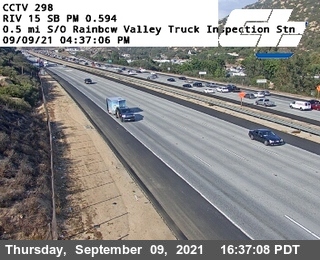 CCTV 298
RIV 15 SB PM 0.594
0.5 mi S/O Rainbow Valley Truck Inspection Stn
09/09/21 04:37:06 PM
Thursday, September 09, 2021 16:37:08 PDT